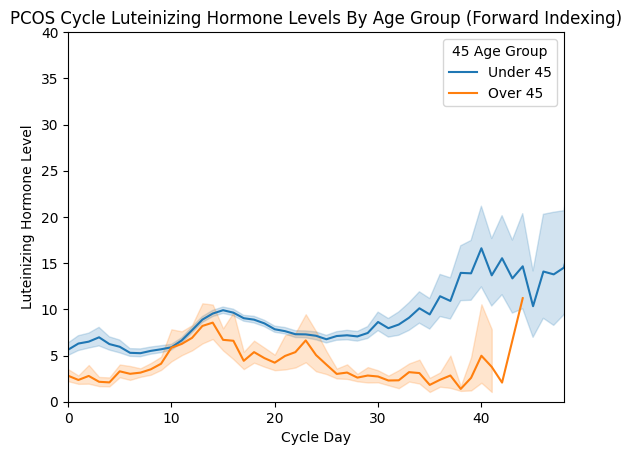 PCOS Cycle Luteinizing Hormone Levels By Age Group (Forward Indexing)
40
35
30
25
20
15
10
5
0
Luteinizing Hormone Level
45 Age Group
Under 45
Over 45
0 10 20 30 40
Cycle Day